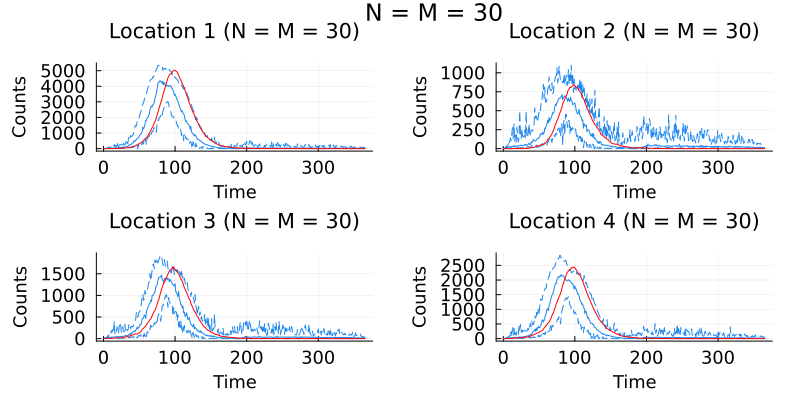 N = M = 30
Location 1 (N = M = 30)
Counts
5000
4000
3000
2000
1000
0
0 100 200 300
Time
Location 2 (N = M = 30)
Counts
1000
750
500
250
0
0 100 200 300
Time
Location 3 (N = M = 30)
Counts
1500
1000
500
0
0 100 200 300
Time
Location 4 (N = M = 30)
Counts
2500
2000
1500
1000
500
0
0 100 200 300
Time